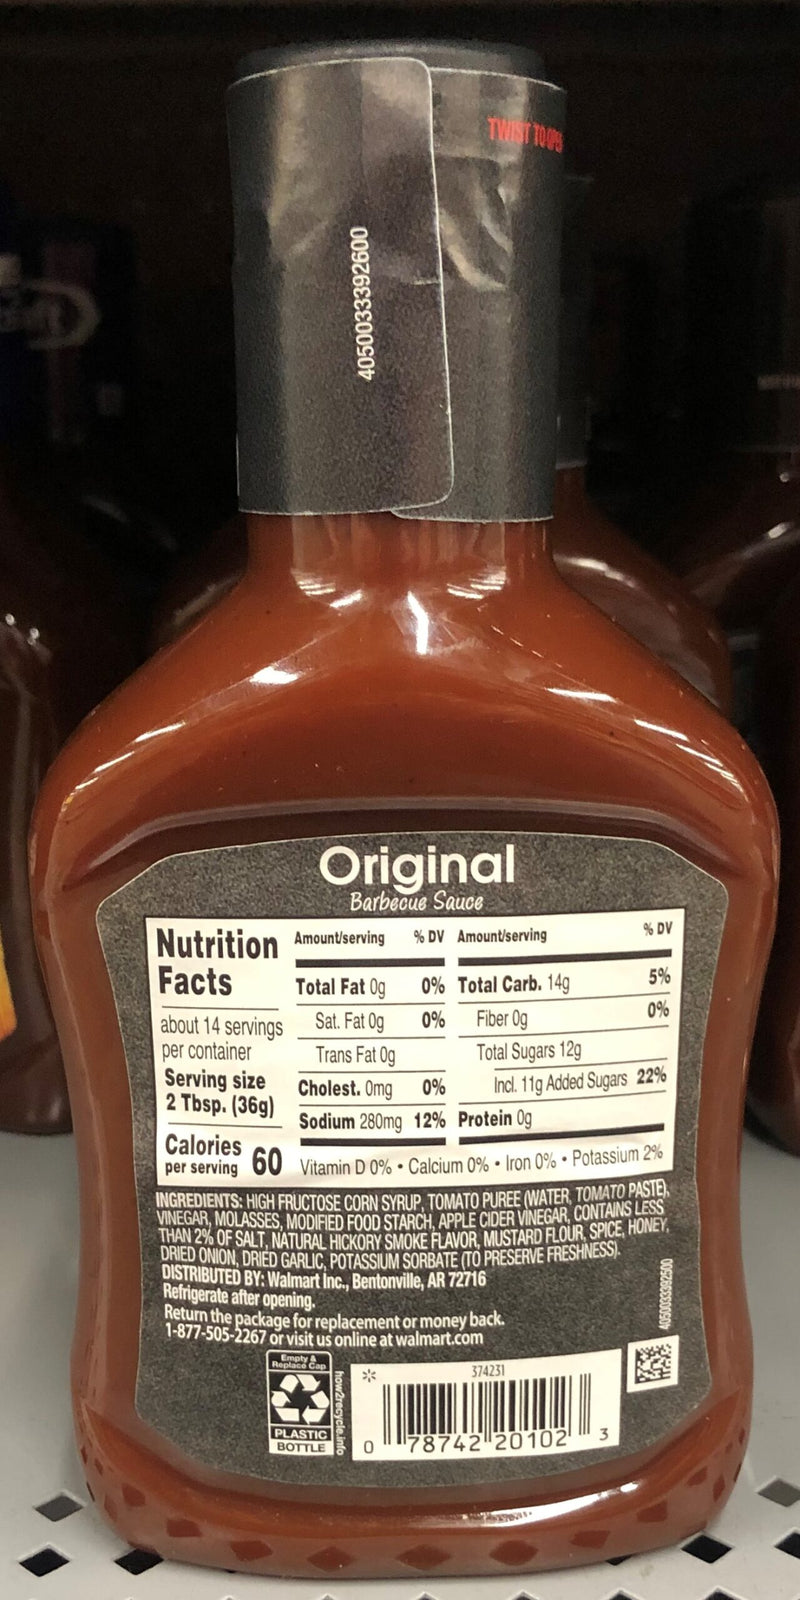 TWIST TO OPEN
4050033392600
Original
Barbecue Sauce
Nutrition
Facts
about 14 servings
per container
Serving size
2 Tbsp. (36g)
Calories
per serving 60
Amount/serving % DV
Total Fat 0g 0%
Sat. Fat 0g 0%
Trans Fat 0g
Cholest. 0mg 0%
Sodium 280mg 12%
Amount/serving % DV
Total Carb. 14g 5%
Fiber 0g 0%
Total Sugars 12g
Incl. 11g Added Sugars 22%
Protein 0g
Vitamin D 0% • Calcium 0% • Iron 0% • Potassium 2%
INGREDIENTS: HIGH FRUCTOSE CORN SYRUP, TOMATO PUREE (WATER, TOMATO PASTE),
VINEGAR, MOLASSES, MODIFIED FOOD STARCH, APPLE CIDER VINEGAR, CONTAINS LESS
THAN 2% OF SALT, NATURAL HICKORY SMOKE FLAVOR, MUSTARD FLOUR, SPICE, HONEY,
DRIED ONION, DRIED GARLIC, POTASSIUM SORBATE (TO PRESERVE FRESHNESS).
DISTRIBUTED BY: Walmart Inc., Bentonville, AR 72716
Refrigerate after opening.
Return the package for replacement or money back.
1-877-505-2267 or visit us online at walmart.com
4050033392500
Empty &
Replace Cap
PLASTIC
BOTTLE
how2recycle.info
374231
0 78742 20102 3